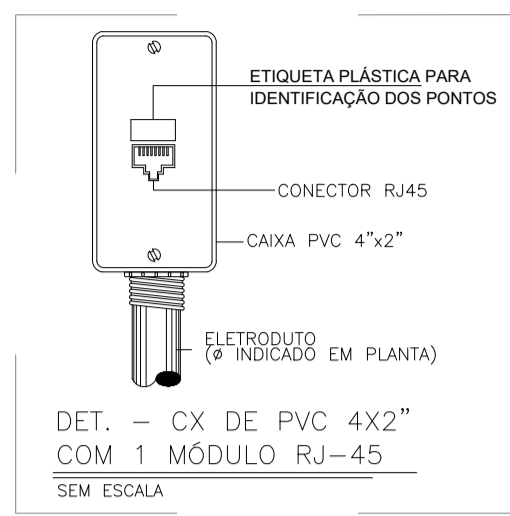 ETIQUETA PLÁSTICA PARA
IDENTIFICAÇÃO DOS PONTOS
CONECTOR RJ45
CAIXA PVC 4”x2”
ELETRODUTO
(Ø INDICADO EM PLANTA)
DET. – CX DE PVC 4X2”
COM 1 MÓDULO RJ–45
SEM ESCALA